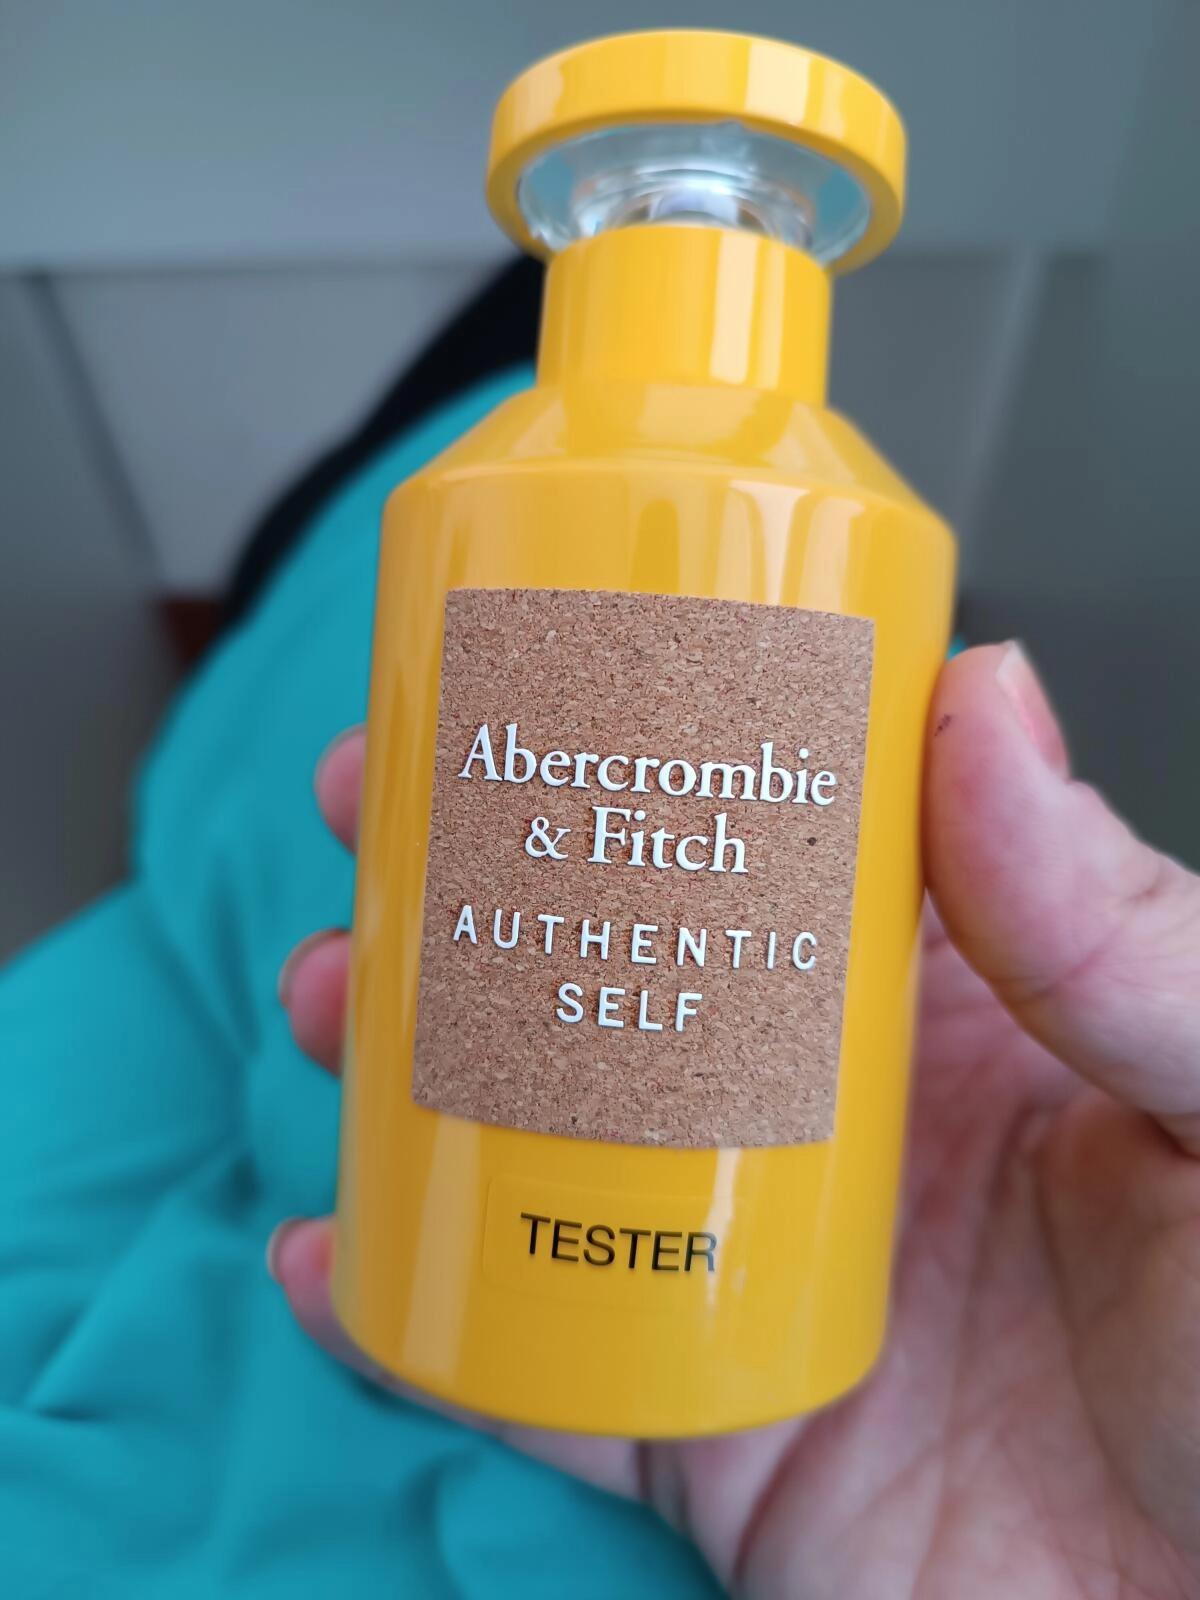 Abercrombie
& Fitch
AUTHENTIC
SELF
TESTER